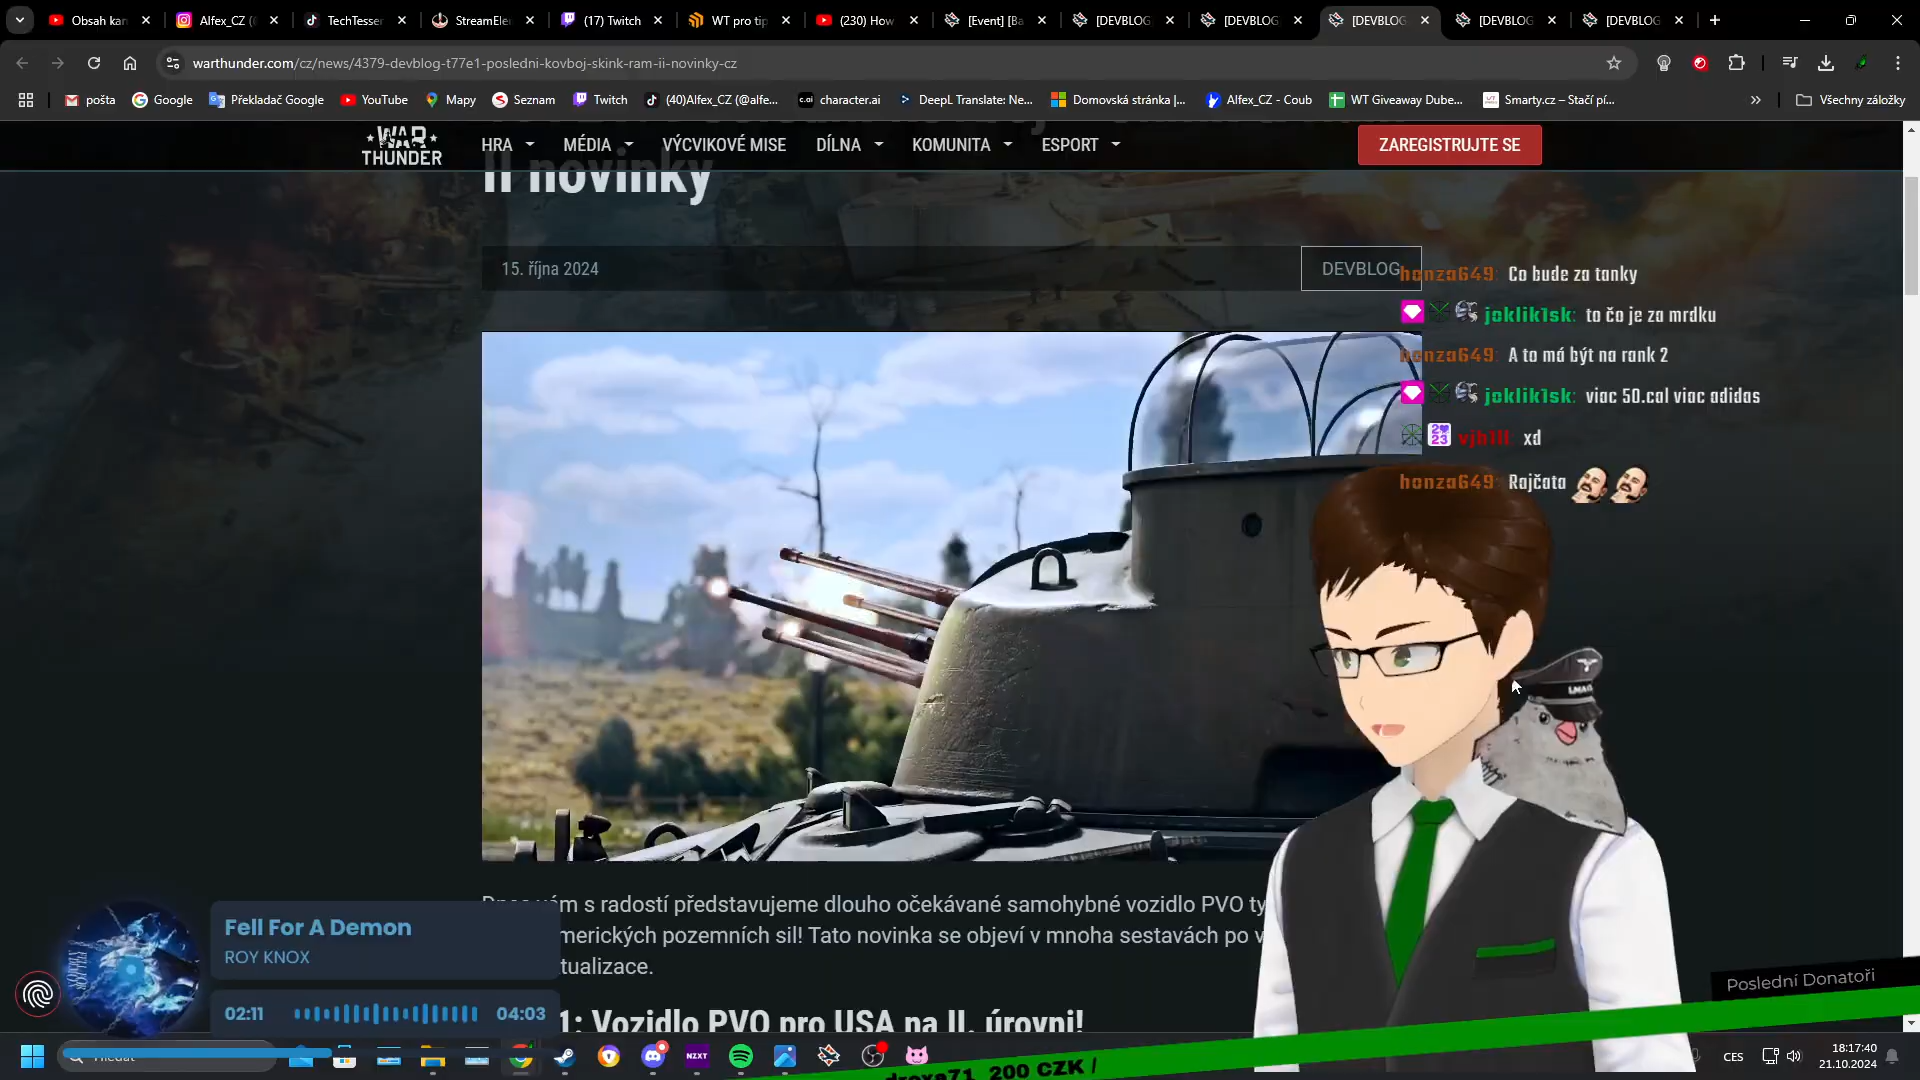 Obsah kan
Alfex_CZ (
TechTesser
StreamEle
(17) Twitch
WT pro tip
(230) How
[Event] [Ba
[DEVBLOG
[DEVBLOG
[DEVBLOG
[DEVBLOG
[DEVBLOG
warthunder.com/cz/news/4379-devblog-t77e1-posledni-kovboj-skink-ram-ii-novinky-cz
pošta
Google
Překladač Google
YouTube
Mapy
Seznam
Twitch
(40)Alfex_CZ (@alfe...
character.ai
DeepL Translate: Ne...
Domovská stránka |...
Alfex_CZ - Coub
WT Giveaway Dube...
Smarty.cz – Stačí pí...
Všechny záložky
WAR THUNDER
HRA
MÉDIA
VÝCVIKOVÉ MISE
DÍLNA
KOMUNITA
ESPORT
ZAREGISTRUJTE SE
II novinky
15. října 2024
DEVBLOG
honza649: Co bude za tanky
joklik1sk: to čo je za mrdku
honza649: A to má být na rank 2
joklik1sk: viac 50.cal viac adidas
vjh1ll xd
honza649: Rajčata
s radostí představujeme dlouho očekávané samohybné vozidlo PVO ty
merických pozemních sil! Tato novinka se objeví v mnoha sestavách po v
tualizace.
1: Vozidlo PVO pro USA na II. úrovni!
Fell For A Demon
ROY KNOX
02:11
04:03
Poslední Donatoři
200 CZK /
Hledat
NZXT
CES
18:17:40
21.10.2024